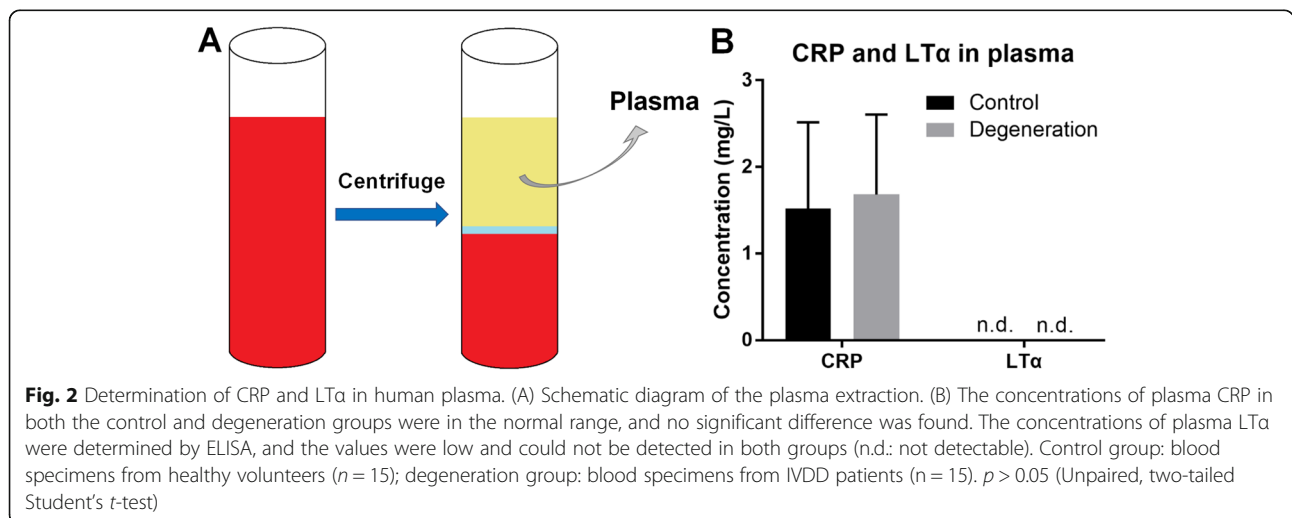 A
Centrifuge
Plasma
B
CRP and LTα in plasma
Control
Degeneration
Concentration (mg/L)
3
2
1
0
n.d. n.d.
CRP LTα
Fig. 2 Determination of CRP and LTα in human plasma. (A) Schematic diagram of the plasma extraction. (B) The concentrations of plasma CRP in
both the control and degeneration groups were in the normal range, and no significant difference was found. The concentrations of plasma LTα
were determined by ELISA, and the values were low and could not be detected in both groups (n.d.: not detectable). Control group: blood
specimens from healthy volunteers (n = 15); degeneration group: blood specimens from IVDD patients (n = 15). p > 0.05 (Unpaired, two-tailed
Student's t-test)